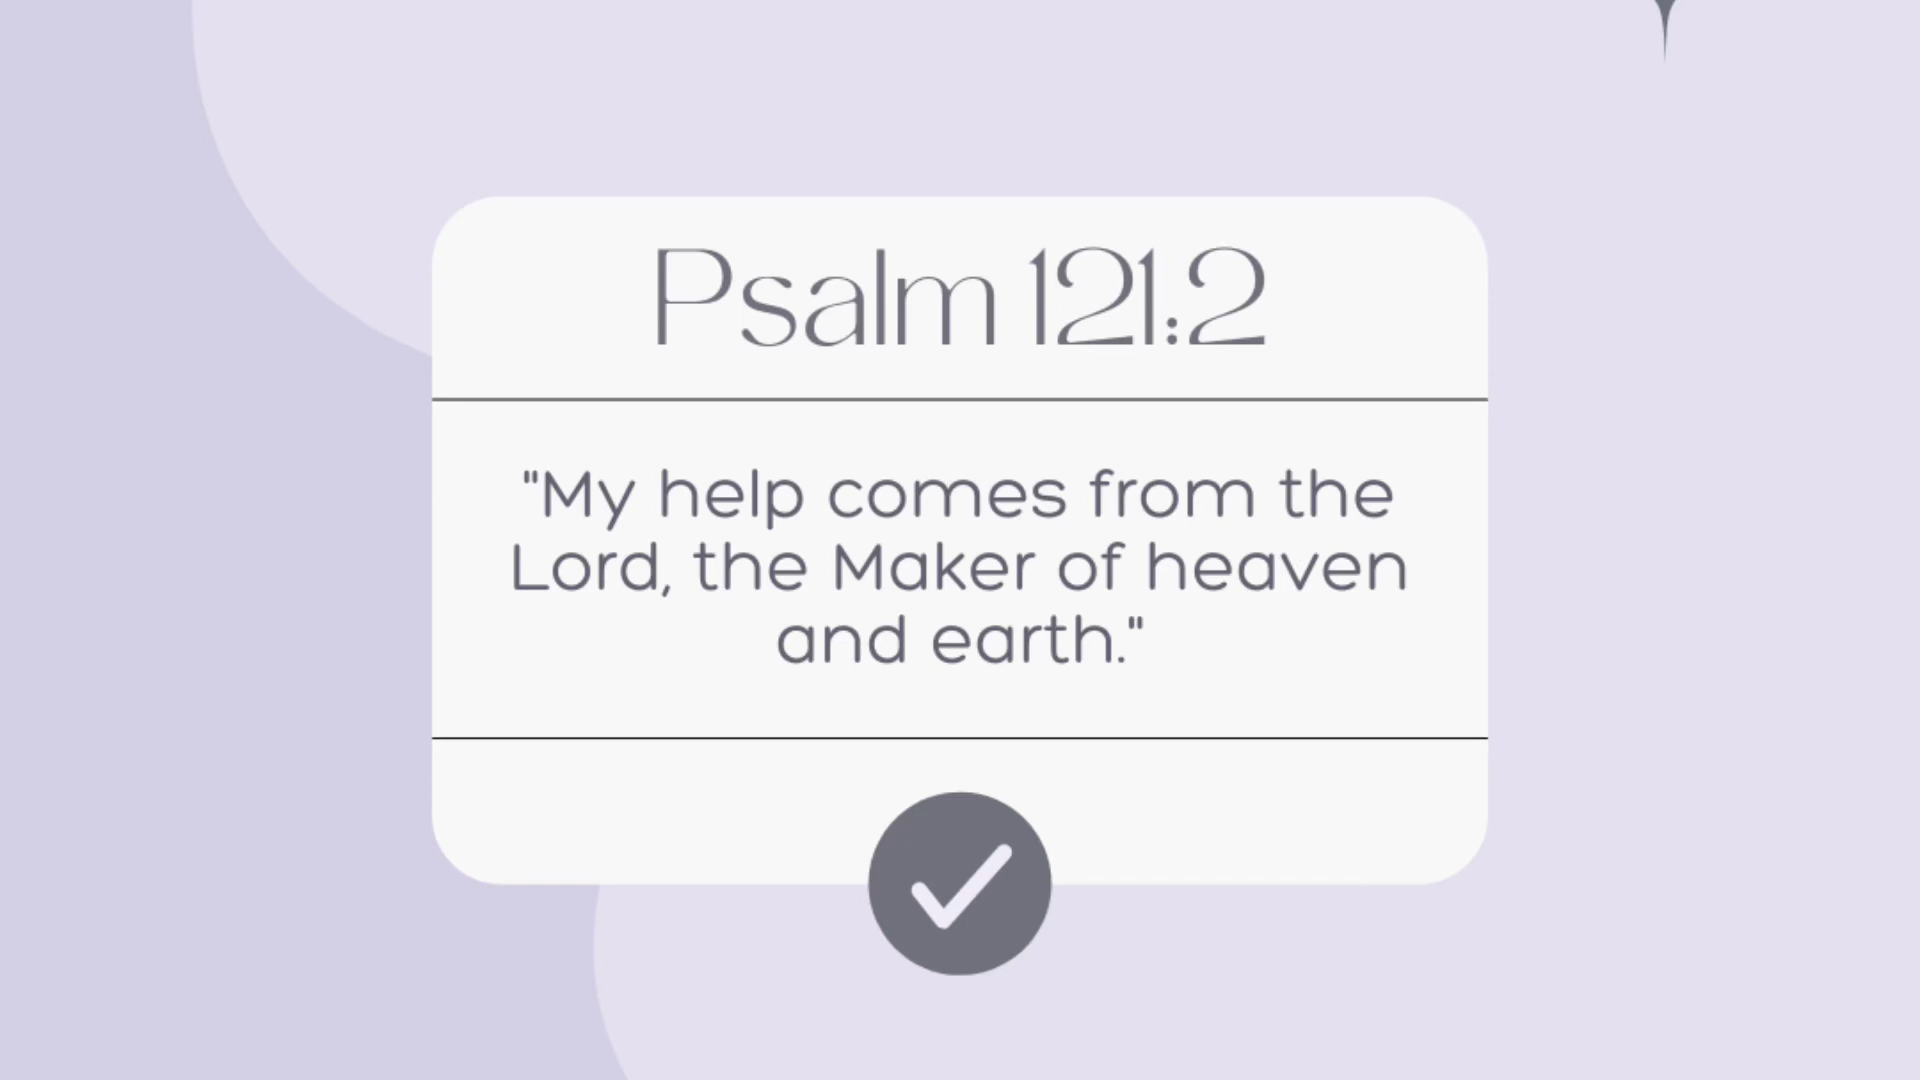 Psalm 121:2
"My help comes from the
Lord, the Maker of heaven
and earth."